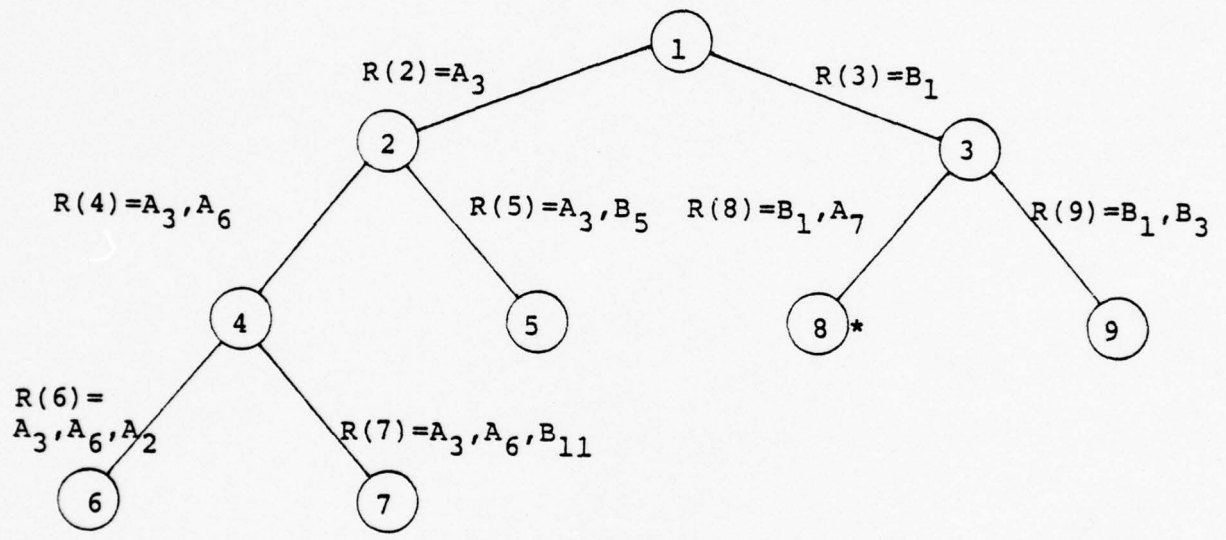 1
R(2)=A3
R(3)=B1
2
3
R(4)=A3,A6
R(5)=A3,B5
R(8)=B1,A7
R(9)=B1,B3
4
5
8*
9
R(6)=
A3,A6,A2
R(7)=A3,A6,B11
6
7